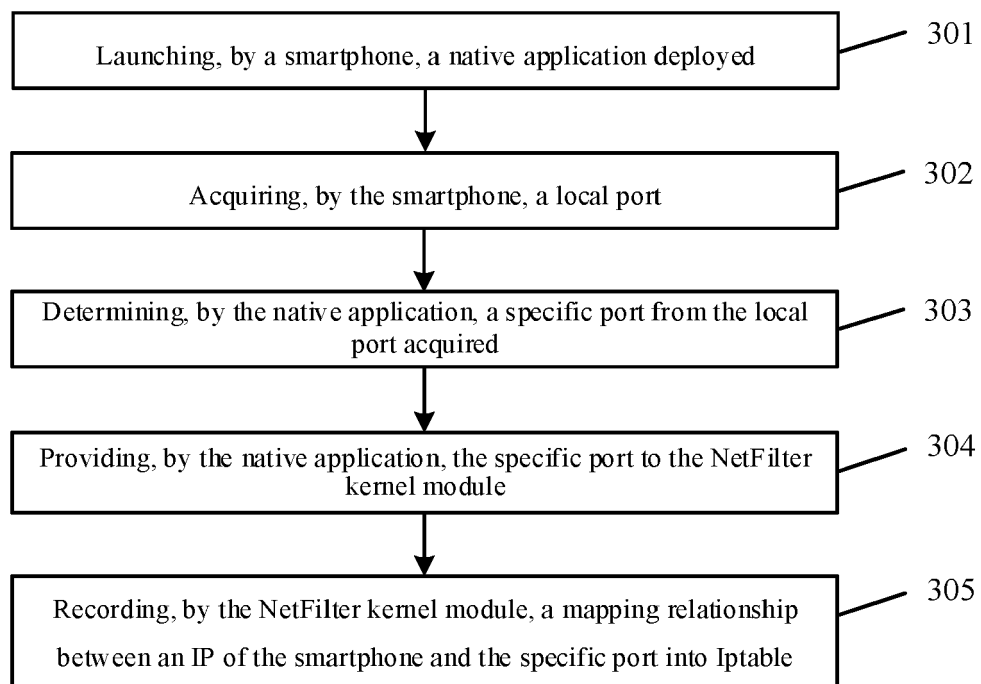 Launching, by a smartphone, a native application deployed
301
Acquiring, by the smartphone, a local port
302
Determining, by the native application, a specific port from the local
port acquired
303
Providing, by the native application, the specific port to the NetFilter
kernel module
304
Recording, by the NetFilter kernel module, a mapping relationship
between an IP of the smartphone and the specific port into Iptable
305